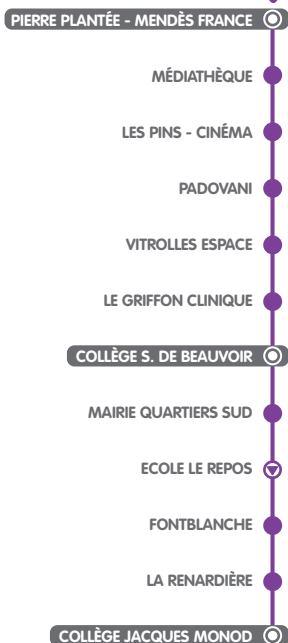 PIERRE PLANTÉE - MENDÈS FRANCE
MÉDIATHÈQUE
LES PINS - CINÉMA
PADOVANI
VITROLLES ESPACE
LE GRIFFON CLINIQUE
COLLÈGE S. DE BEAUVOIR
MAIRIE QUARTIERS SUD
ECOLE LE REPOS
FONTBLANCHE
LA RENARDIÈRE
COLLÈGE JACQUES MONOD